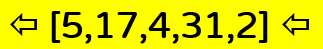 ⇦ [5,17,4,31,2] ⇦